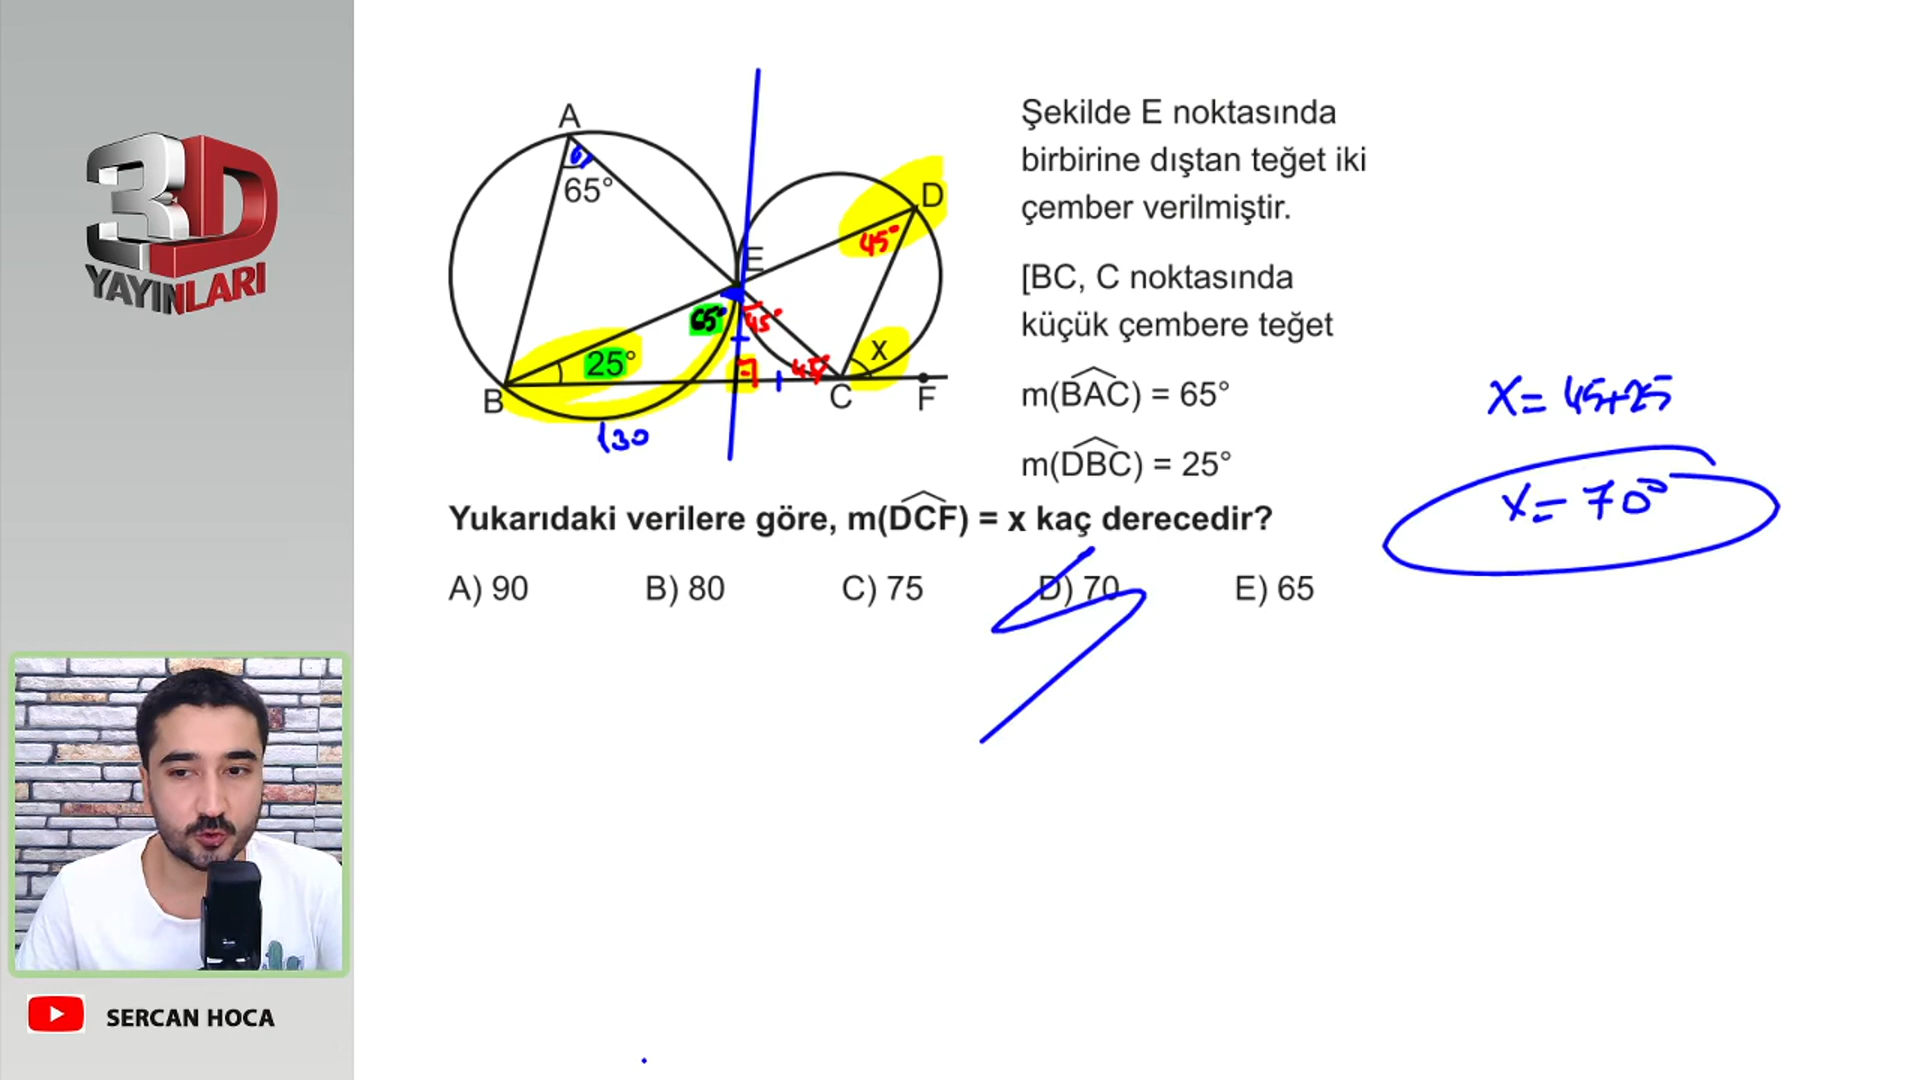 3D
YAYINLARI
A
65°
65
D
45°
E
65°
45°
25°
45°
x
B
C
F
130
Şekilde E noktasında
birbirine dıştan teğet iki
çember verilmiştir.
[BC, C noktasında
küçük çembere teğet
m(BAC) = 65°
m(DBC) = 25°
Yukarıdaki verilere göre, m(DCF) = x kaç derecedir?
A) 90 B) 80 C) 75 D) 70 E) 65
x = 45+25
x = 70°
SERCAN HOCA